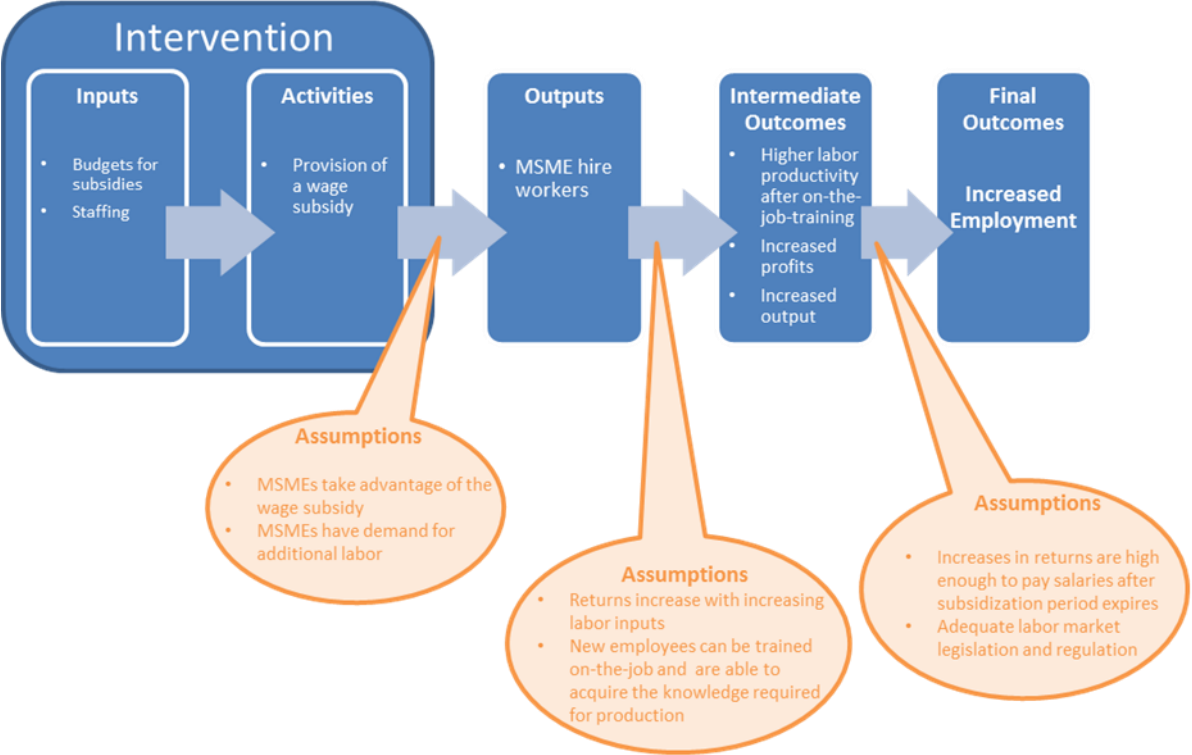 Intervention
Inputs
• Budgets for
subsidies
• Staffing
Activities
• Provision of
a wage
subsidy
Outputs
• MSME hire
workers
Intermediate
Outcomes
• Higher labor
productivity
after on-the-
job-training
• Increased
profits
• Increased
output
Final
Outcomes
Increased
Employment
Assumptions
• MSMEs take advantage of the
wage subsidy
• MSMEs have demand for
additional labor
Assumptions
• Returns increase with increasing
labor inputs
• New employees can be trained
on-the-job and are able to
acquire the knowledge required
for production
Assumptions
• Increases in returns are high
enough to pay salaries after
subsidization period expires
• Adequate labor market
legislation and regulation